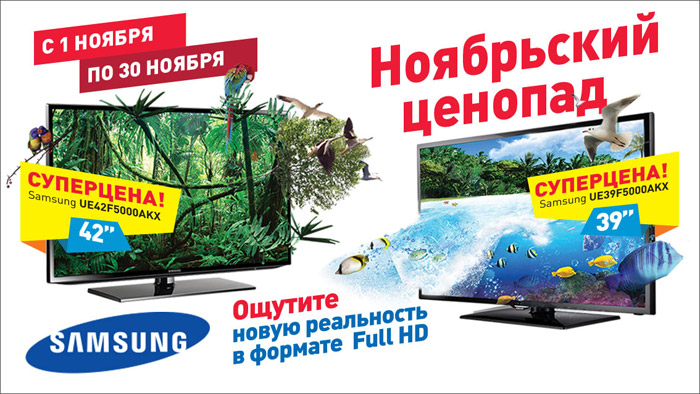 С 1 НОЯБРЯ
ПО 30 НОЯБРЯ
Ноябрьский
ценопад
СУПЕРЦЕНА!
Samsung UE42F5000AKX
42”
СУПЕРЦЕНА!
Samsung UE39F5000AKX
39”
SAMSUNG
Ощутите
новую реальность
в формате Full HD
SAMSUNG